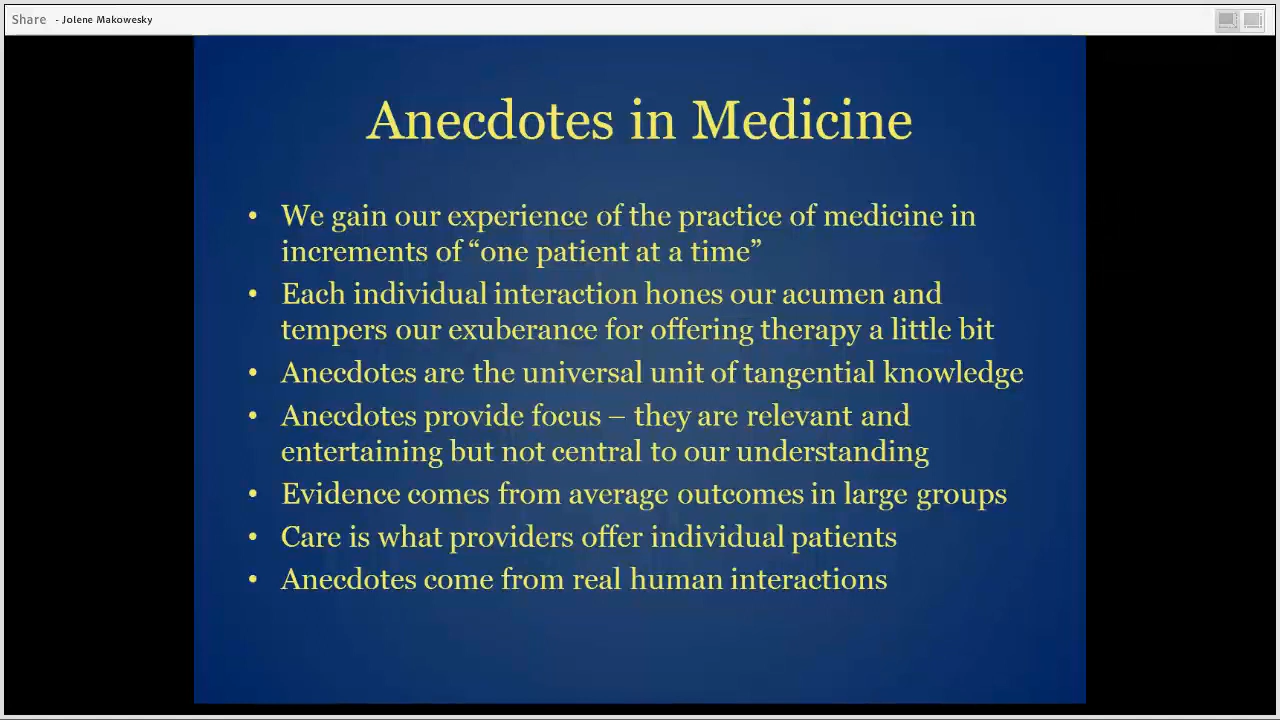 Share - Jolene Makowesky
Anecdotes in Medicine
• We gain our experience of the practice of medicine in
increments of “one patient at a time”
• Each individual interaction hones our acumen and
tempers our exuberance for offering therapy a little bit
• Anecdotes are the universal unit of tangential knowledge
• Anecdotes provide focus – they are relevant and
entertaining but not central to our understanding
• Evidence comes from average outcomes in large groups
• Care is what providers offer individual patients
• Anecdotes come from real human interactions